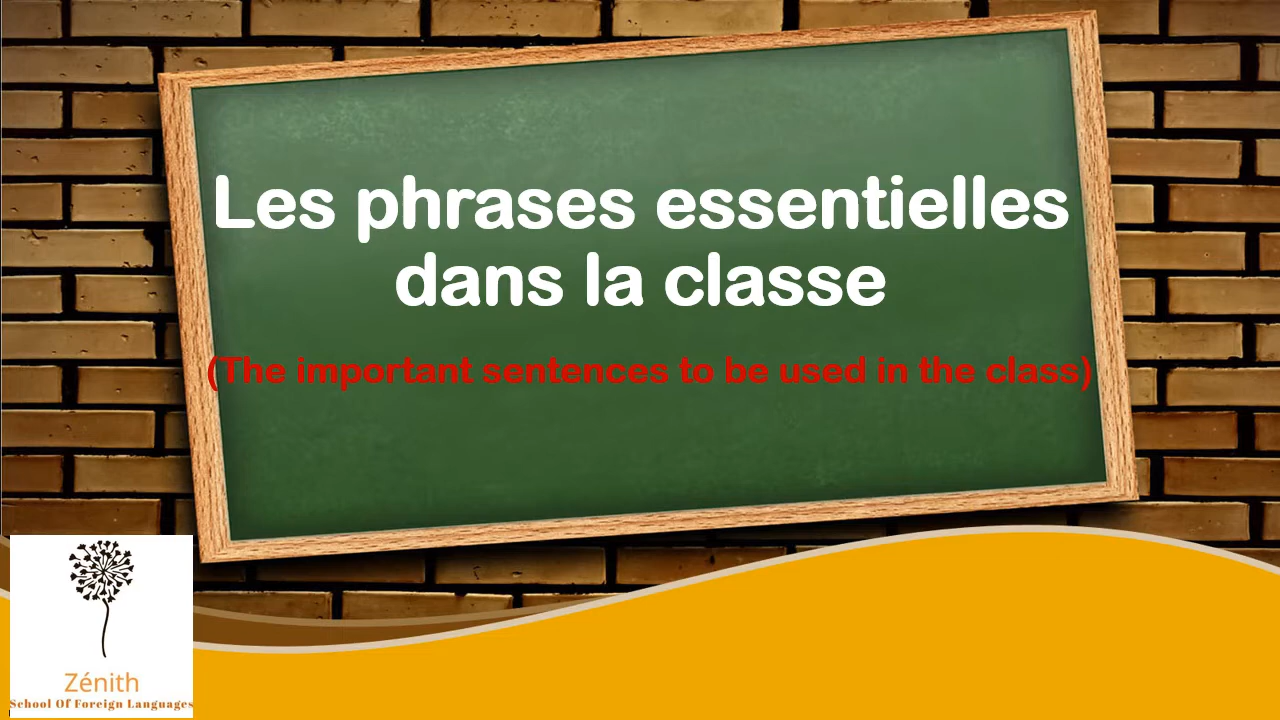 Les phrases essentielles
dans la classe
(The important sentences to be used in the class)
Zénith
School Of Foreign Languages